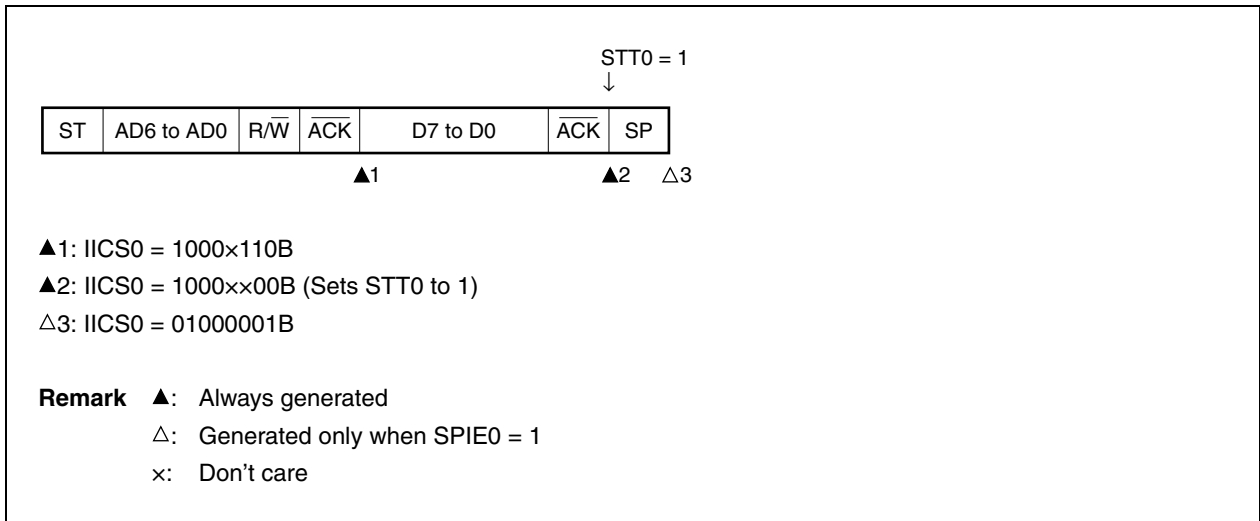 STT0 = 1
↓
ST AD6 to AD0 R/W̅ A̅C̅K̅ D7 to D0 A̅C̅K̅ SP
▲1 ▲2 △3
▲1: IICS0 = 1000×110B
▲2: IICS0 = 1000××00B (Sets STT0 to 1)
△3: IICS0 = 01000001B
Remark ▲: Always generated
△: Generated only when SPIE0 = 1
×: Don't care